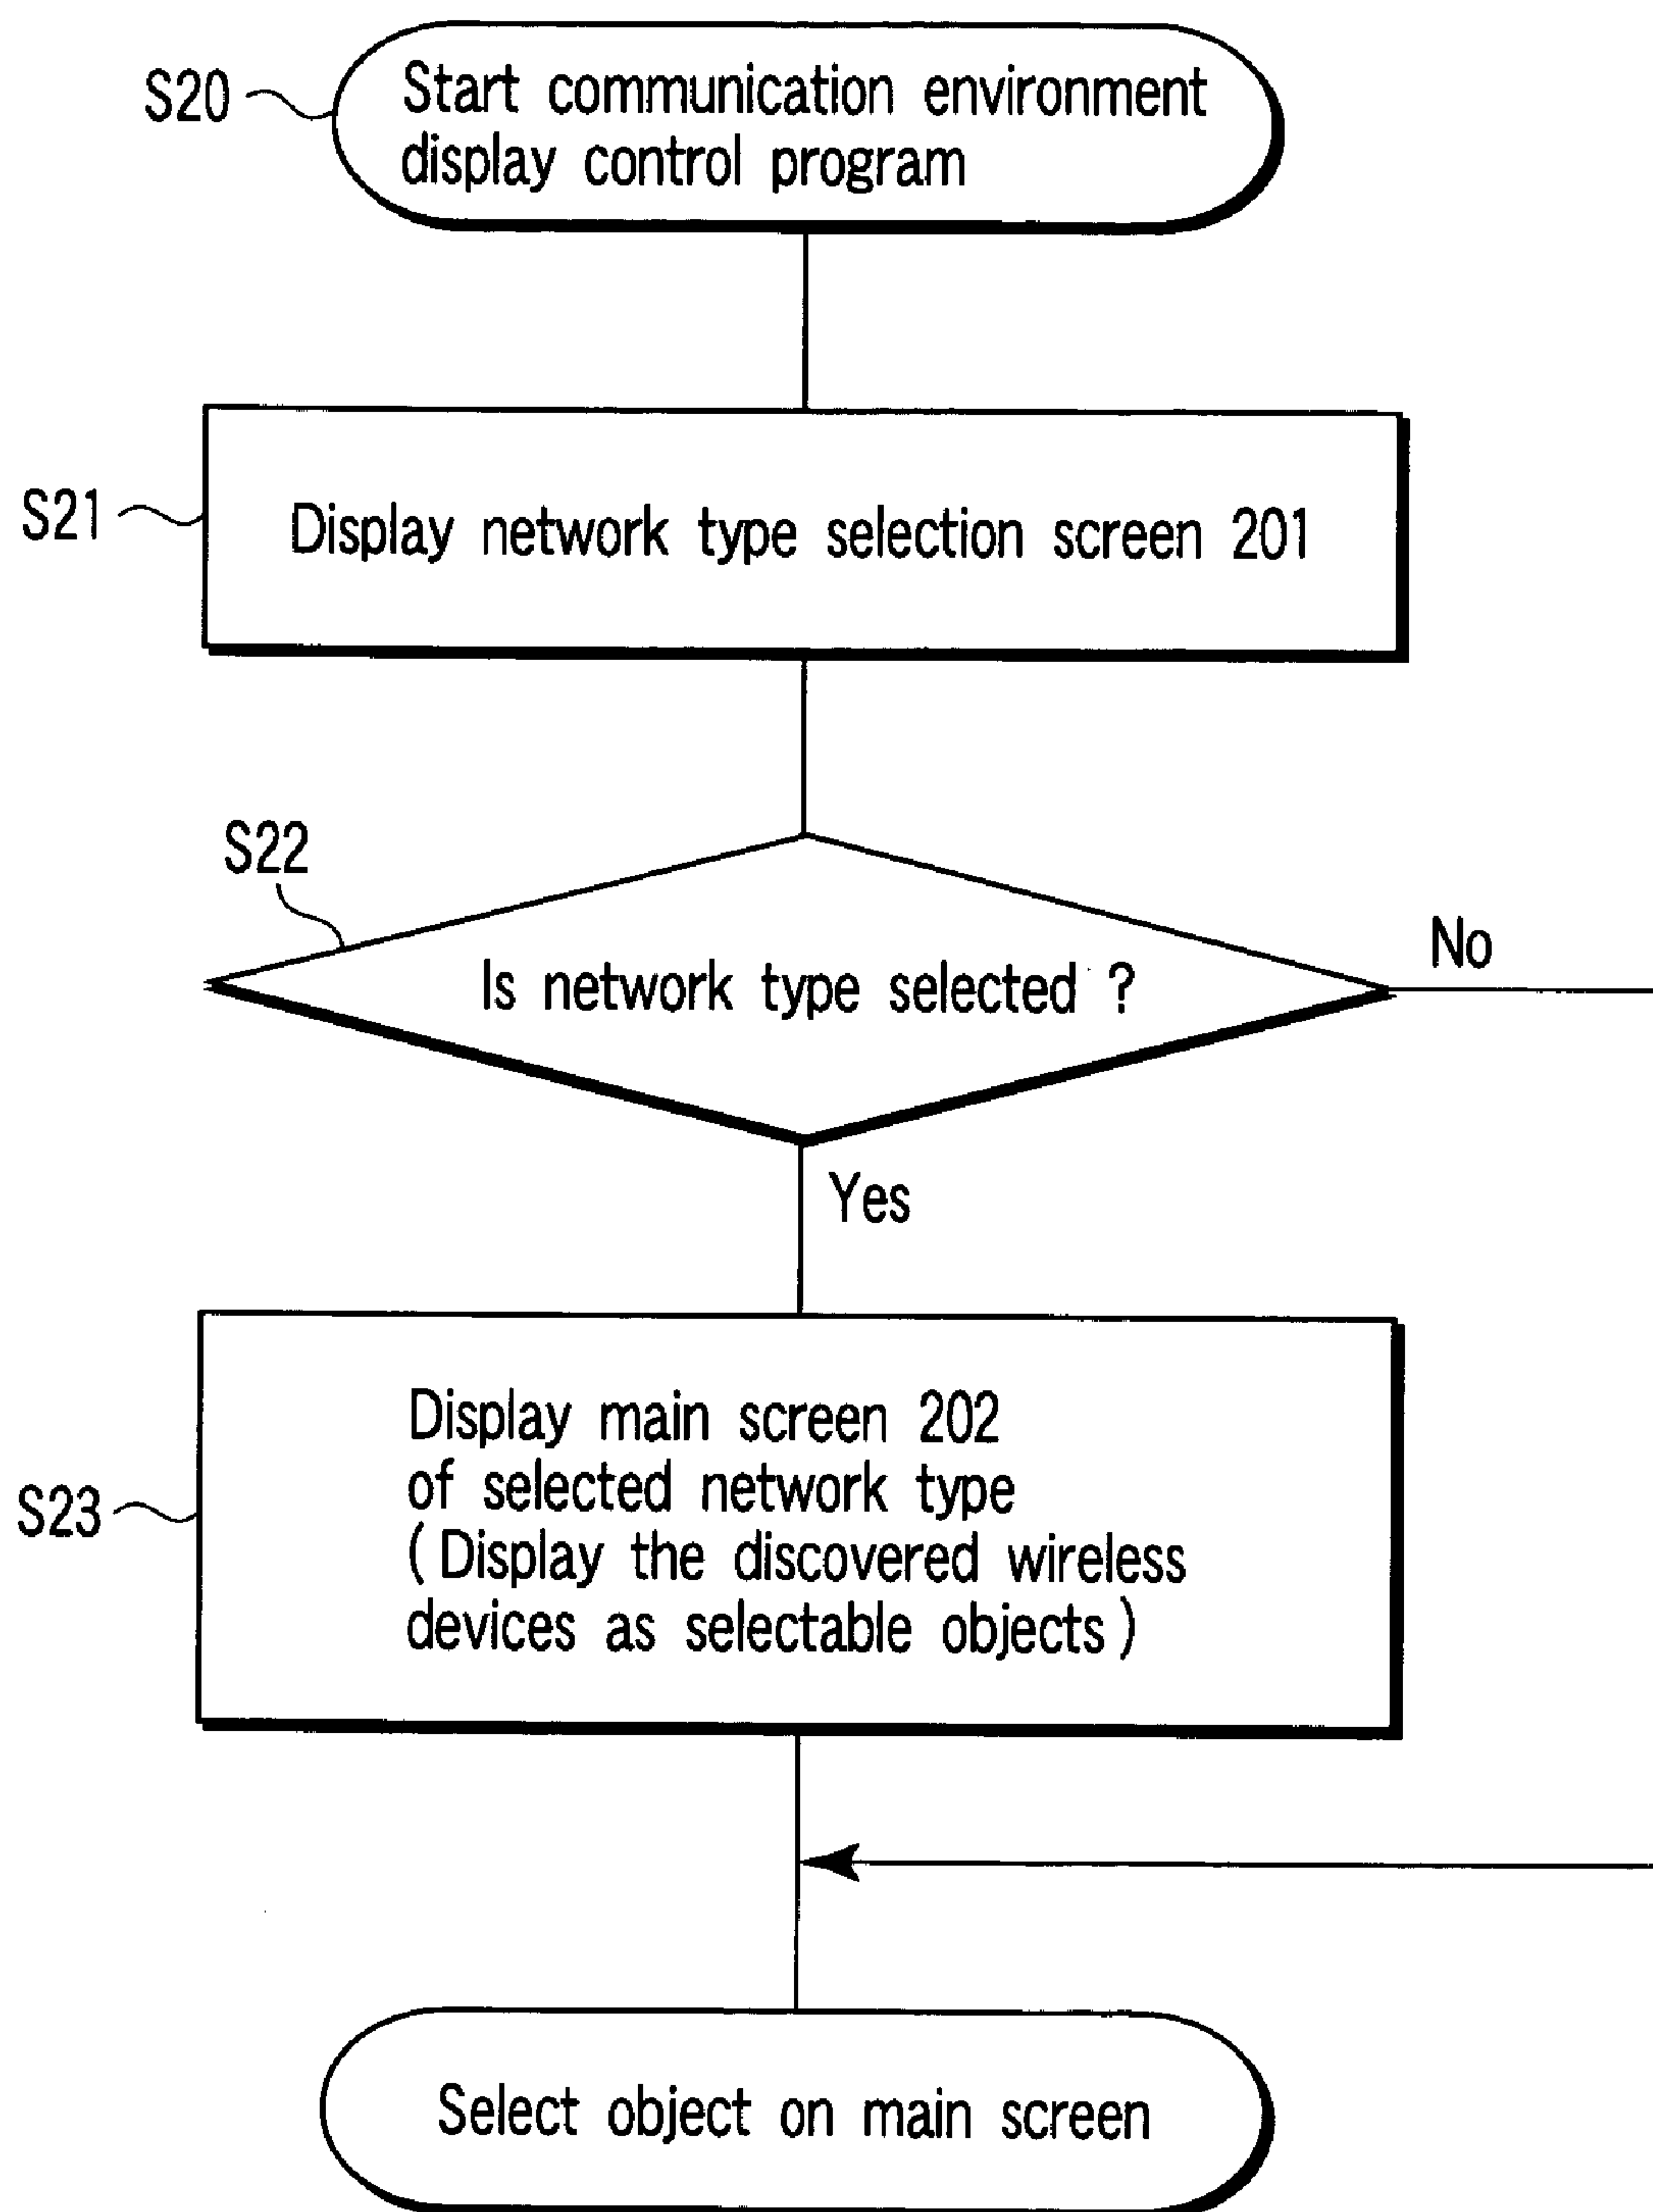 S20
Start communication environment
display control program
S21
Display network type selection screen 201
S22
Is network type selected ?
No
Yes
S23
Display main screen 202
of selected network type
( Display the discovered wireless
devices as selectable objects )
Select object on main screen